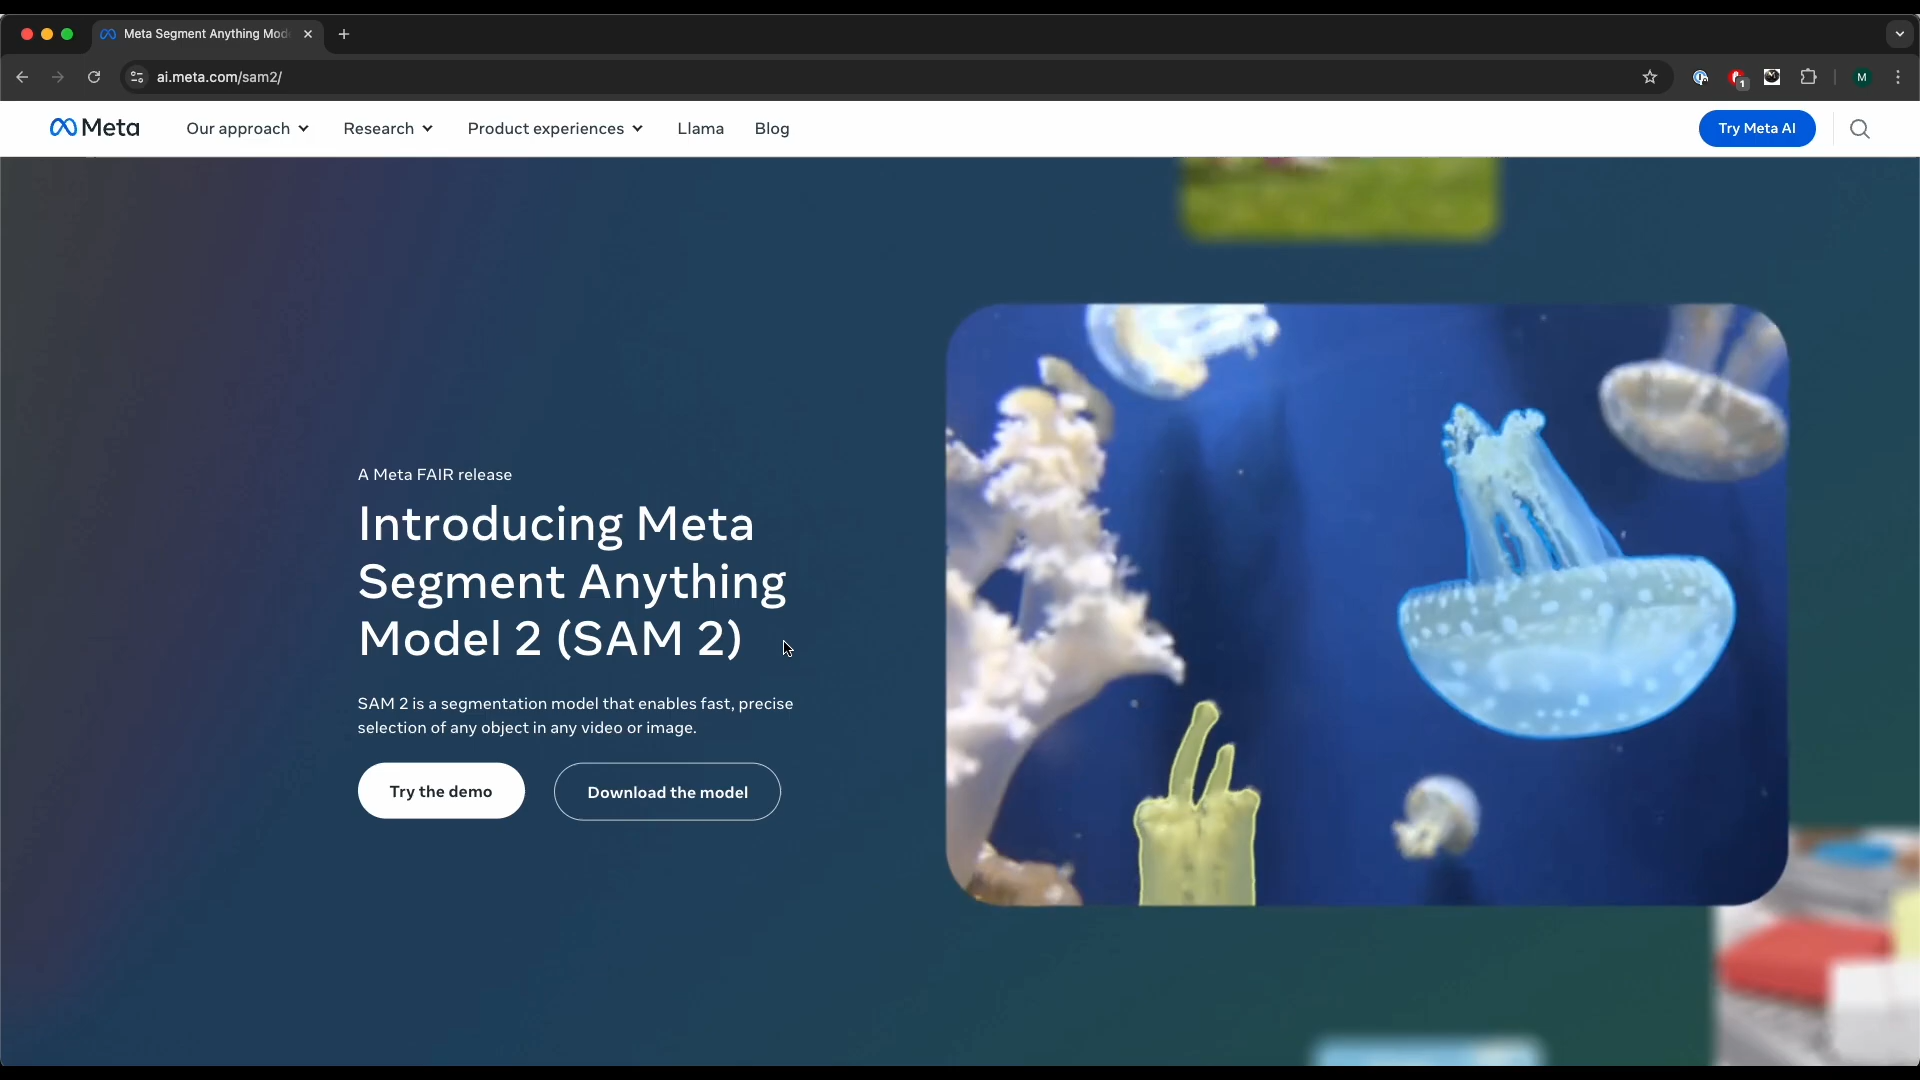 Meta Segment Anything Mod
ai.meta.com/sam2/
1
M
Meta
Our approach
Research
Product experiences
Llama
Blog
Try Meta AI
A Meta FAIR release
Introducing Meta
Segment Anything
Model 2 (SAM 2)
SAM 2 is a segmentation model that enables fast, precise
selection of any object in any video or image.
Try the demo
Download the model